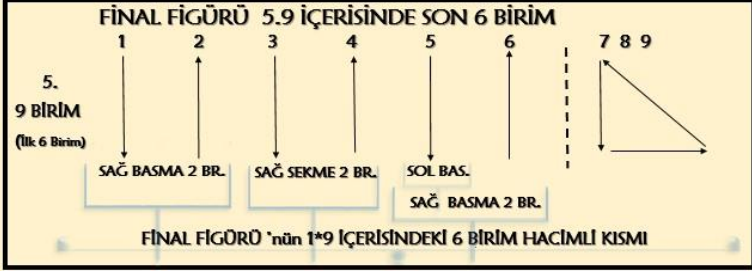 FİNAL FİGÜRÜ 5.9 İÇERİSİNDE SON 6 BİRİM
1 2 3 4 5 6 7 8 9
5.
9 BİRİM
(İlk 6 Birim)
SAĞ BASMA 2 BR. SAĞ SEKME 2 BR. SOL BAS.
SAĞ BASMA 2 BR.
FİNAL FİGÜRÜ 'nün 1*9 İÇERİSİNDEKİ 6 BİRİM HACİMLİ KISMI